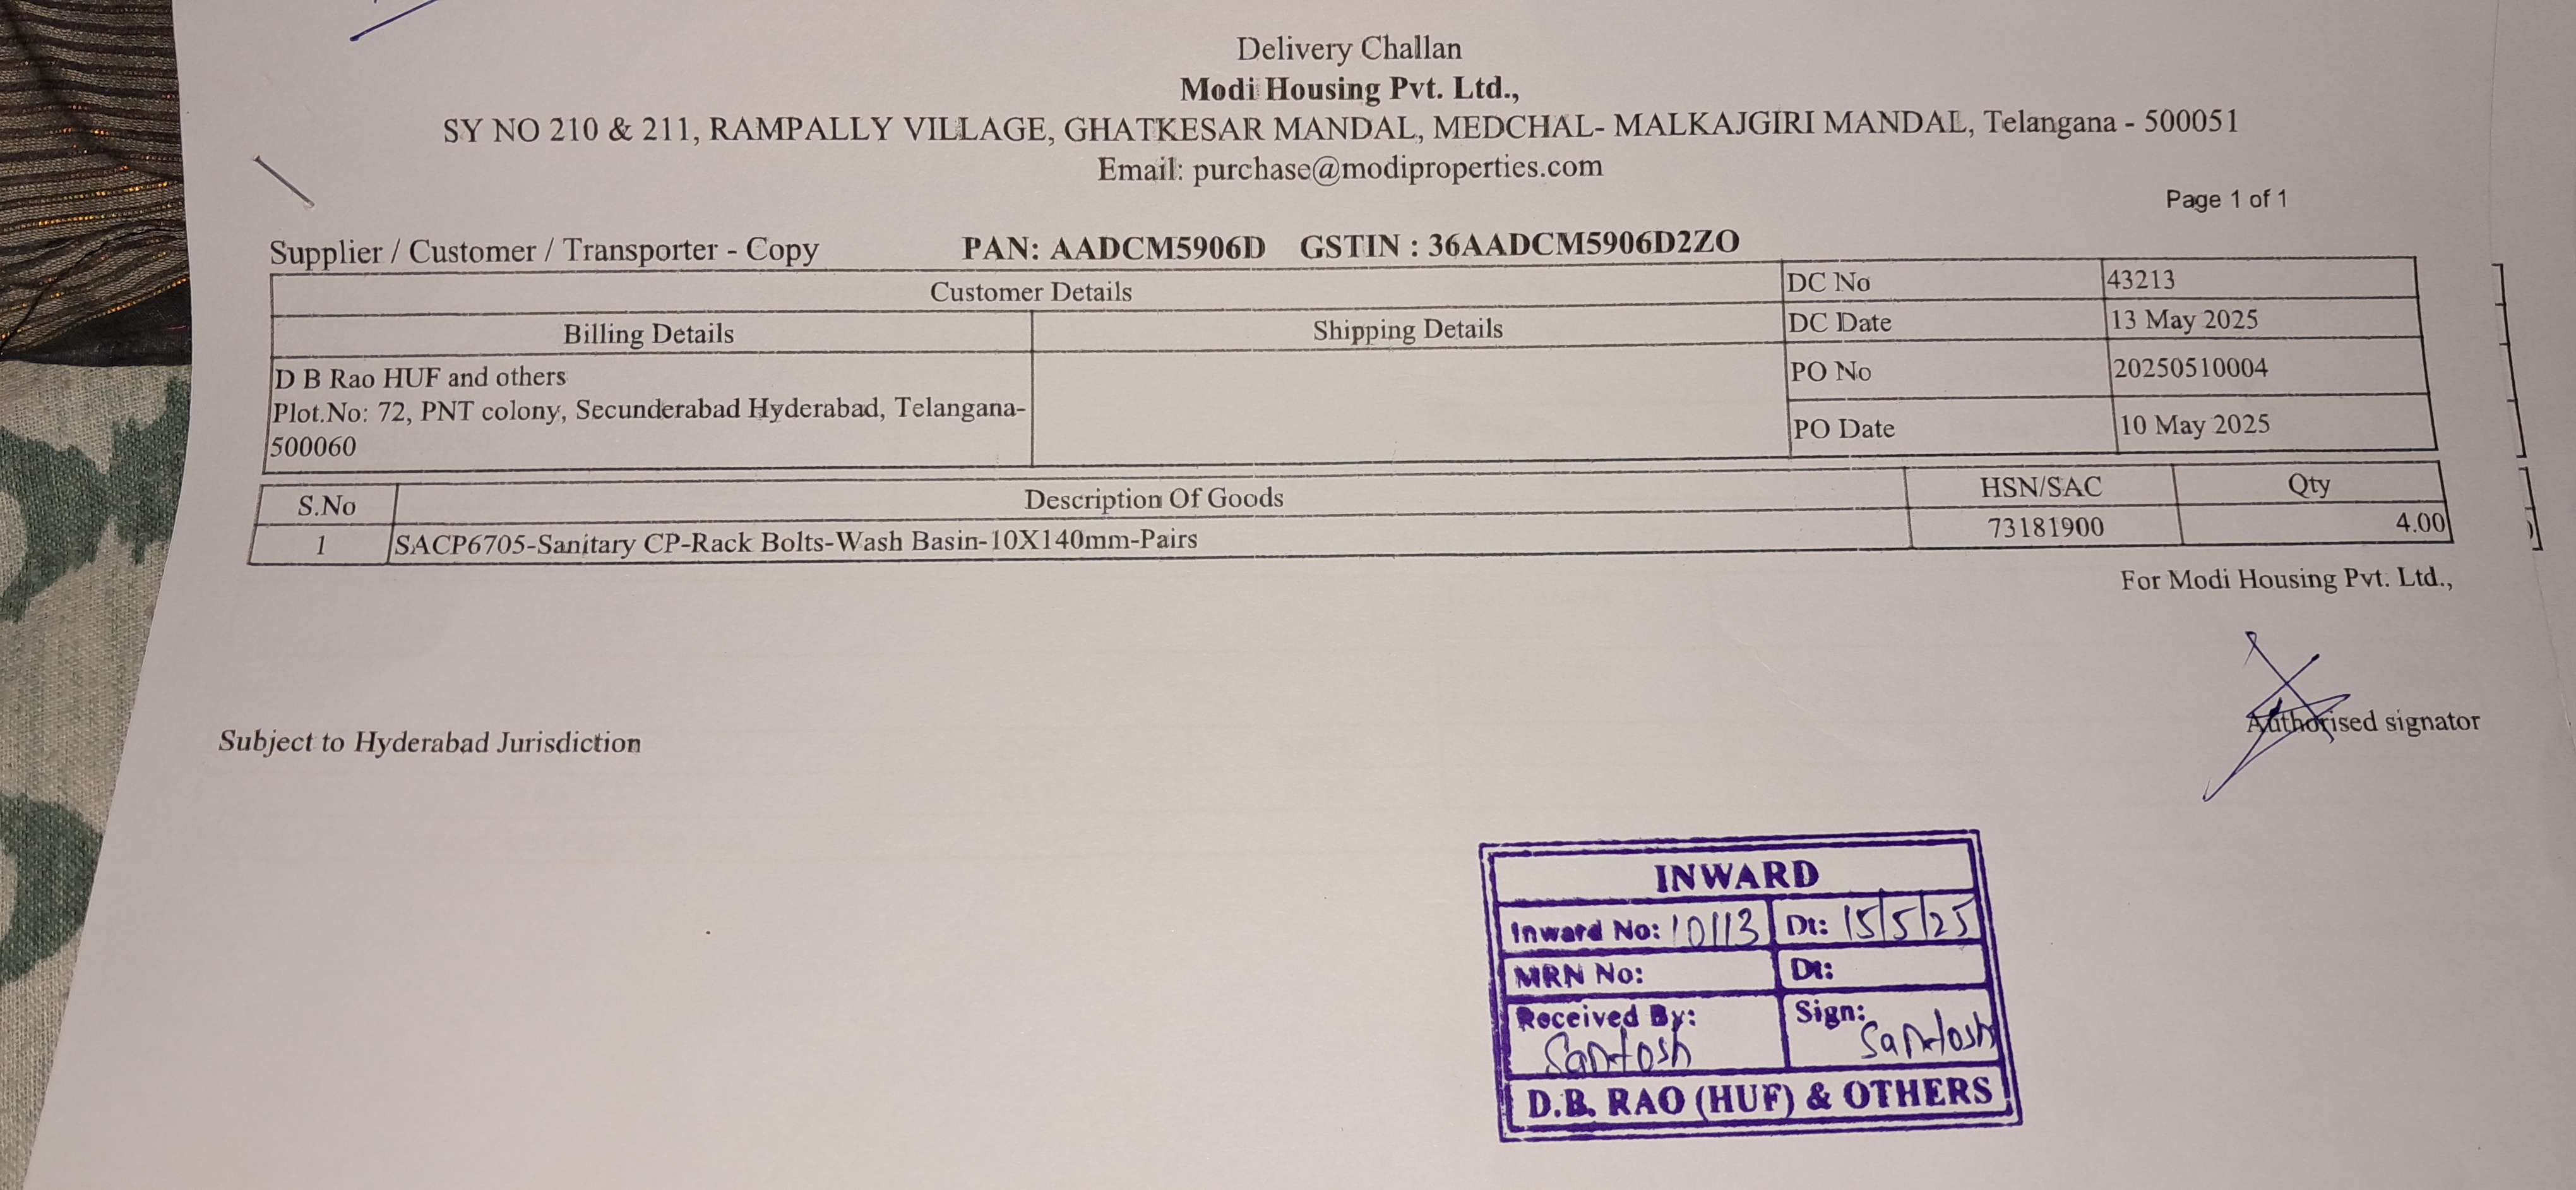 Delivery Challan
Modi Housing Pvt. Ltd.,
SY NO 210 & 211, RAMPALLY VILLAGE, GHATKESAR MANDAL, MEDCHAL- MALKAJGIRI MANDAL, Telangana - 500051
Email: purchase@modiproperties.com
Page 1 of 1
Supplier / Customer / Transporter - Copy PAN: AADCM5906D GSTIN : 36AADCM5906D2ZO
Customer Details
DC No 43213
Billing Details Shipping Details
DC Date 13 May 2025
D B Rao HUF and others
Plot.No: 72, PNT colony, Secunderabad Hyderabad, Telangana-
500060
PO No 20250510004
PO Date 10 May 2025
S.No Description Of Goods HSN/SAC Qty
1 SACP6705-Sanitary CP-Rack Bolts-Wash Basin-10X140mm-Pairs 73181900 4.00
For Modi Housing Pvt. Ltd.,
Authorised signator
Subject to Hyderabad Jurisdiction
INWARD
Inward No: 10113 Dt: 15/5/25
MRN No: Dt:
Received By: Sign:
Santosh Santosh
D.B. RAO (HUF) & OTHERS